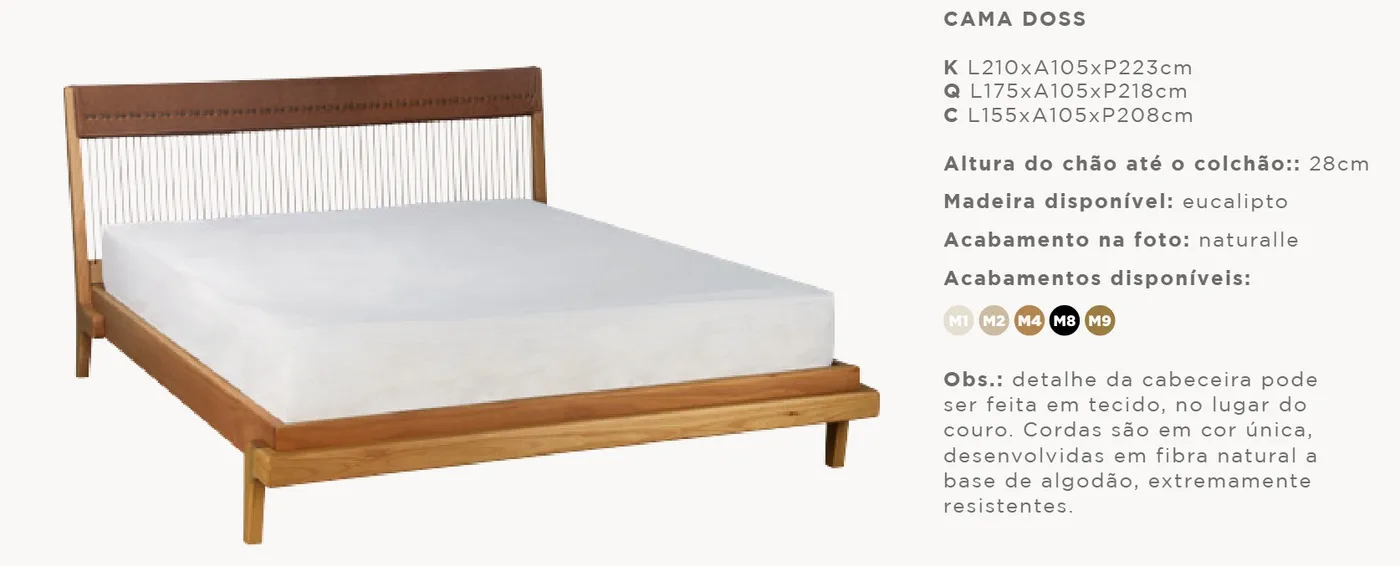 CAMA DOSS
K L210xA105xP223cm
Q L175xA105xP218cm
C L155xA105xP208cm
Altura do chão até o colchão:: 28cm
Madeira disponível: eucalipto
Acabamento na foto: naturalle
Acabamentos disponíveis:
M1 M2 M4 M8 M9
Obs.: detalhe da cabeceira pode
ser feita em tecido, no lugar do
couro. Cordas são em cor única,
desenvolvidas em fibra natural a
base de algodão, extremamente
resistentes.